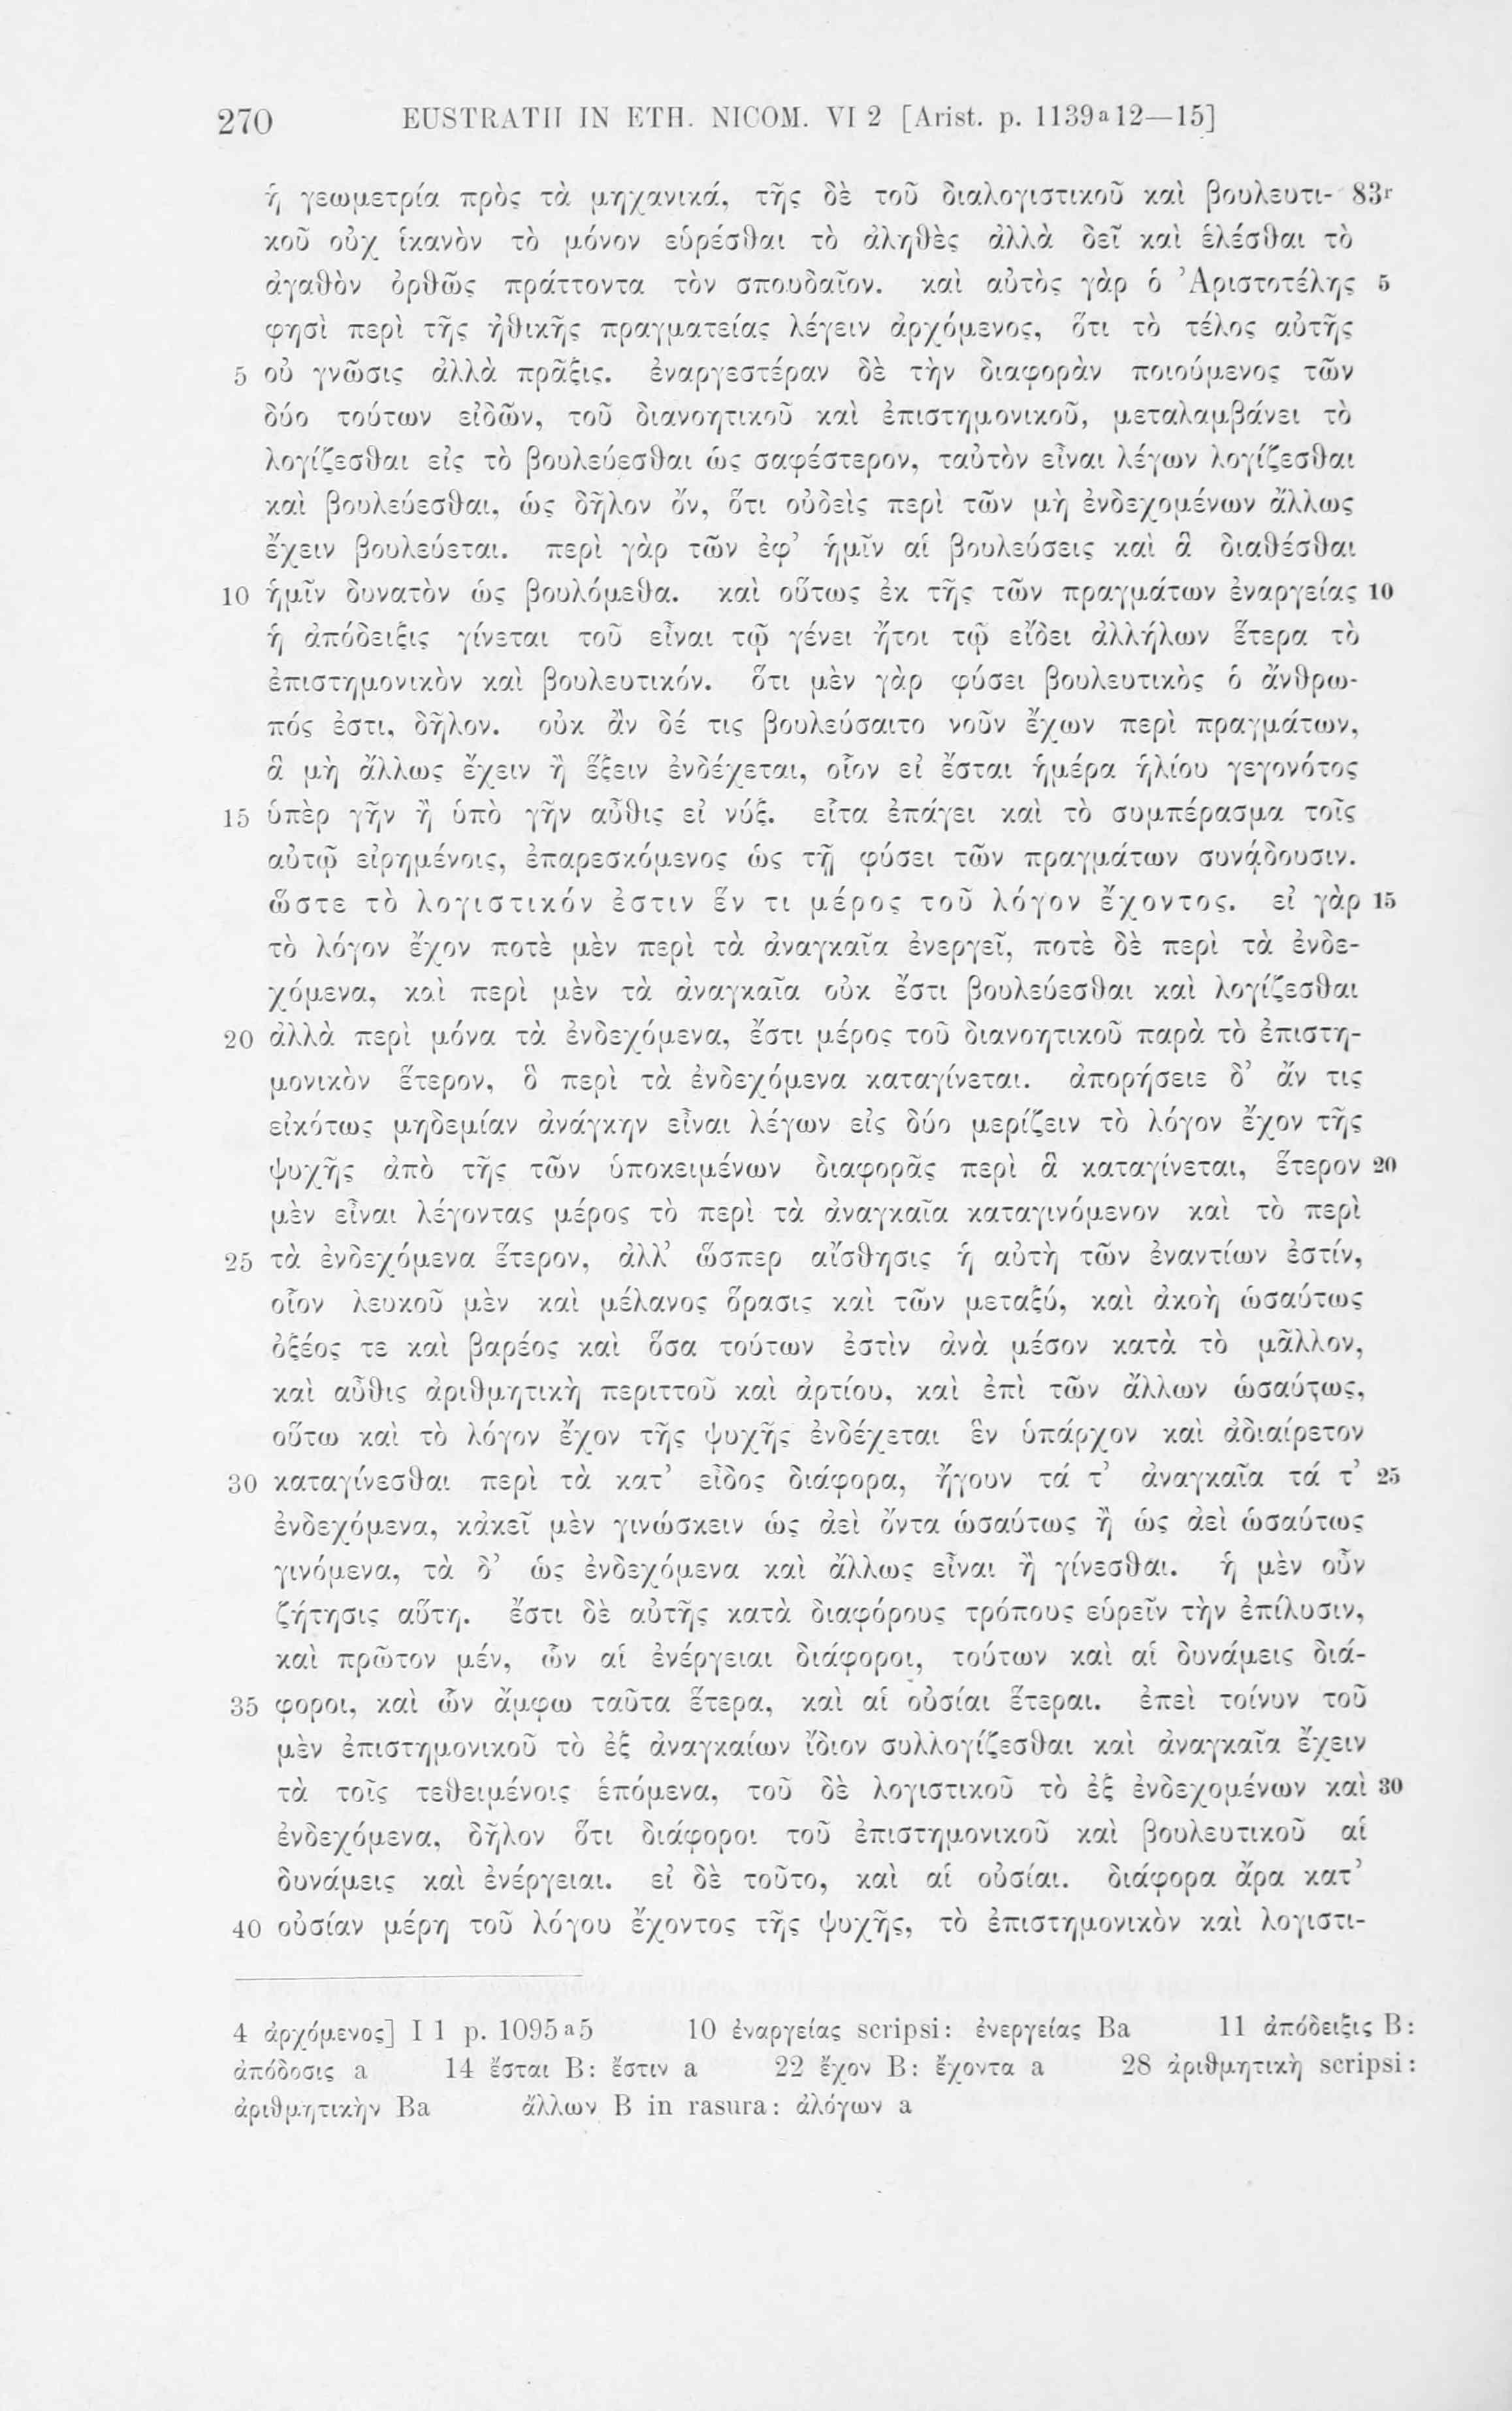 270 EUSTRATII IN ETH. NICOM. VI 2 [Arist. p. 1139 a 12—15]
ἡ γεωμετρία πρὸς τὰ μηχανικά, τῆς δὲ τοῦ διαλογιστικοῦ καὶ βουλευτι- 83r
κοῦ οὐχ ἱκανὸν τὸ μόνον εὑρέσθαι τὸ ἀληθὲς ἀλλὰ δεῖ καὶ ἑλέσθαι τὸ
ἀγαθὸν ὀρθῶς πράττοντα τὸν σπουδαῖον. καὶ αὐτὸς γὰρ ὁ Ἀριστοτέλης 5
φησὶ περὶ τῆς ἠθικῆς πραγματείας λέγειν ἀρχόμενος, ὅτι τὸ τέλος αὐτῆς
5 οὐ γνῶσις ἀλλὰ πρᾶξις. ἐναργεστέραν δὲ τὴν διαφορὰν ποιούμενος τῶν
δύο τούτων εἰδῶν, τοῦ διανοητικοῦ καὶ ἐπιστημονικοῦ, μεταλαμβάνει τὸ
λογίζεσθαι εἰς τὸ βουλεύεσθαι ὡς σαφέστερον, ταὐτὸν εἶναι λέγων λογίζεσθαι
καὶ βουλεύεσθαι, ὡς δῆλον ὄν, ὅτι οὐδεὶς περὶ τῶν μὴ ἐνδεχομένων ἄλλως
ἔχειν βουλεύεται. περὶ γὰρ τῶν ἐφ' ἡμῖν αἱ βουλεύσεις καὶ ἃ διαθέσθαι
10 ἡμῖν δυνατὸν ὡς βουλόμεθα. καὶ οὕτως ἐκ τῆς τῶν πραγμάτων ἐναργείας 10
ἡ ἀπόδειξις γίνεται τοῦ εἶναι τῷ γένει ἤτοι τῷ εἴδει ἀλλήλων ἕτερα τὸ
ἐπιστημονικὸν καὶ βουλευτικόν. ὅτι μὲν γὰρ φύσει βουλευτικὸς ὁ ἄνθρω-
πός ἐστι, δῆλον. οὐκ ἂν δέ τις βουλεύσαιτο νοῦν ἔχων περὶ πραγμάτων,
ἃ μὴ ἄλλως ἔχειν ἢ ἕξειν ἐνδέχεται, οἷον εἰ ἔσται ἡμέρα ἡλίου γεγονότος
15 ὑπὲρ γῆν ἢ ὑπὸ γῆν αὖθις εἰ νύξ. εἶτα ἐπάγει καὶ τὸ συμπέρασμα τοῖς
αὐτῷ εἰρημένοις, ἐπαρεσκόμενος ὡς τῇ φύσει τῶν πραγμάτων συνᾴδουσιν.
ὥστε τὸ λογιστικόν ἐστιν ἕν τι μέρος τοῦ λόγον ἔχοντος. εἰ γὰρ 15
τὸ λόγον ἔχον ποτὲ μὲν περὶ τὰ ἀναγκαῖα ἐνεργεῖ, ποτὲ δὲ περὶ τὰ ἐνδε-
χόμενα, καὶ περὶ μὲν τὰ ἀναγκαῖα οὐκ ἔστι βουλεύεσθαι καὶ λογίζεσθαι
20 ἀλλὰ περὶ μόνα τὰ ἐνδεχόμενα, ἔστι μέρος τοῦ διανοητικοῦ παρὰ τὸ ἐπιστη-
μονικὸν ἕτερον, ὃ περὶ τὰ ἐνδεχόμενα καταγίνεται. ἀπορήσειε δ' ἄν τις
εἰκότως μηδεμίαν ἀνάγκην εἶναι λέγων εἰς δύο μερίζειν τὸ λόγον ἔχον τῆς
ψυχῆς ἀπὸ τῆς τῶν ὑποκειμένων διαφορᾶς περὶ ἃ καταγίνεται, ἕτερον 20
μὲν εἶναι λέγοντας μέρος τὸ περὶ τὰ ἀναγκαῖα καταγινόμενον καὶ τὸ περὶ
25 τὰ ἐνδεχόμενα ἕτερον, ἀλλ' ὥσπερ αἴσθησις ἡ αὐτὴ τῶν ἐναντίων ἐστίν,
οἷον λευκοῦ μὲν καὶ μέλανος ὅρασις καὶ τῶν μεταξύ, καὶ ἀκοὴ ὡσαύτως
ὀξέος τε καὶ βαρέος καὶ ὅσα τούτων ἐστὶν ἀνὰ μέσον κατὰ τὸ μᾶλλον,
καὶ αὖθις ἀριθμητικὴ περιττοῦ καὶ ἀρτίου, καὶ ἐπὶ τῶν ἄλλων ὡσαύτως,
οὕτω καὶ τὸ λόγον ἔχον τῆς ψυχῆς ἐνδέχεται ἓν ὑπάρχον καὶ ἀδιαίρετον
30 καταγίνεσθαι περὶ τὰ κατ' εἶδος διάφορα, ἤγουν τά τ' ἀναγκαῖα τά τ' 25
ἐνδεχόμενα, κἀκεῖ μὲν γινώσκειν ὡς ἀεὶ ὄντα ὡσαύτως ἢ ὡς ἀεὶ ὡσαύτως
γινόμενα, τὰ δ' ὡς ἐνδεχόμενα καὶ ἄλλως εἶναι ἢ γίνεσθαι. ἡ μὲν οὖν
ζήτησις αὕτη. ἔστι δὲ αὐτῆς κατὰ διαφόρους τρόπους εὑρεῖν τὴν ἐπίλυσιν,
καὶ πρῶτον μέν, ὧν αἱ ἐνέργειαι διάφοροι, τούτων καὶ αἱ δυνάμεις διά-
35 φοροι, καὶ ὧν ἄμφω ταῦτα ἕτερα, καὶ αἱ οὐσίαι ἕτεραι. ἐπεὶ τοίνυν τοῦ
μὲν ἐπιστημονικοῦ τὸ ἐξ ἀναγκαίων ἴδιον συλλογίζεσθαι καὶ ἀναγκαῖα ἔχειν
τὰ τοῖς τεθειμένοις ἑπόμενα, τοῦ δὲ λογιστικοῦ τὸ ἐξ ἐνδεχομένων καὶ 30
ἐνδεχόμενα, δῆλον ὅτι διάφοροι τοῦ ἐπιστημονικοῦ καὶ βουλευτικοῦ αἱ
δυνάμεις καὶ ἐνέργειαι. εἰ δὲ τοῦτο, καὶ αἱ οὐσίαι. διάφορα ἄρα κατ'
40 οὐσίαν μέρη τοῦ λόγου ἔχοντος τῆς ψυχῆς, τὸ ἐπιστημονικὸν καὶ λογιστι-
4 ἀρχόμενος] I 1 p. 1095 a 5 10 ἐναργείας scripsi: ἐνεργείας Ba 11 ἀπόδειξις B:
ἀπόδοσις a 14 ἔσται B: ἔστιν a 22 ἔχον B: ἔχοντα a 28 ἀριθμητικὴ scripsi:
ἀριθμητικὴν Ba ἄλλων B in rasura: ἀλόγων a